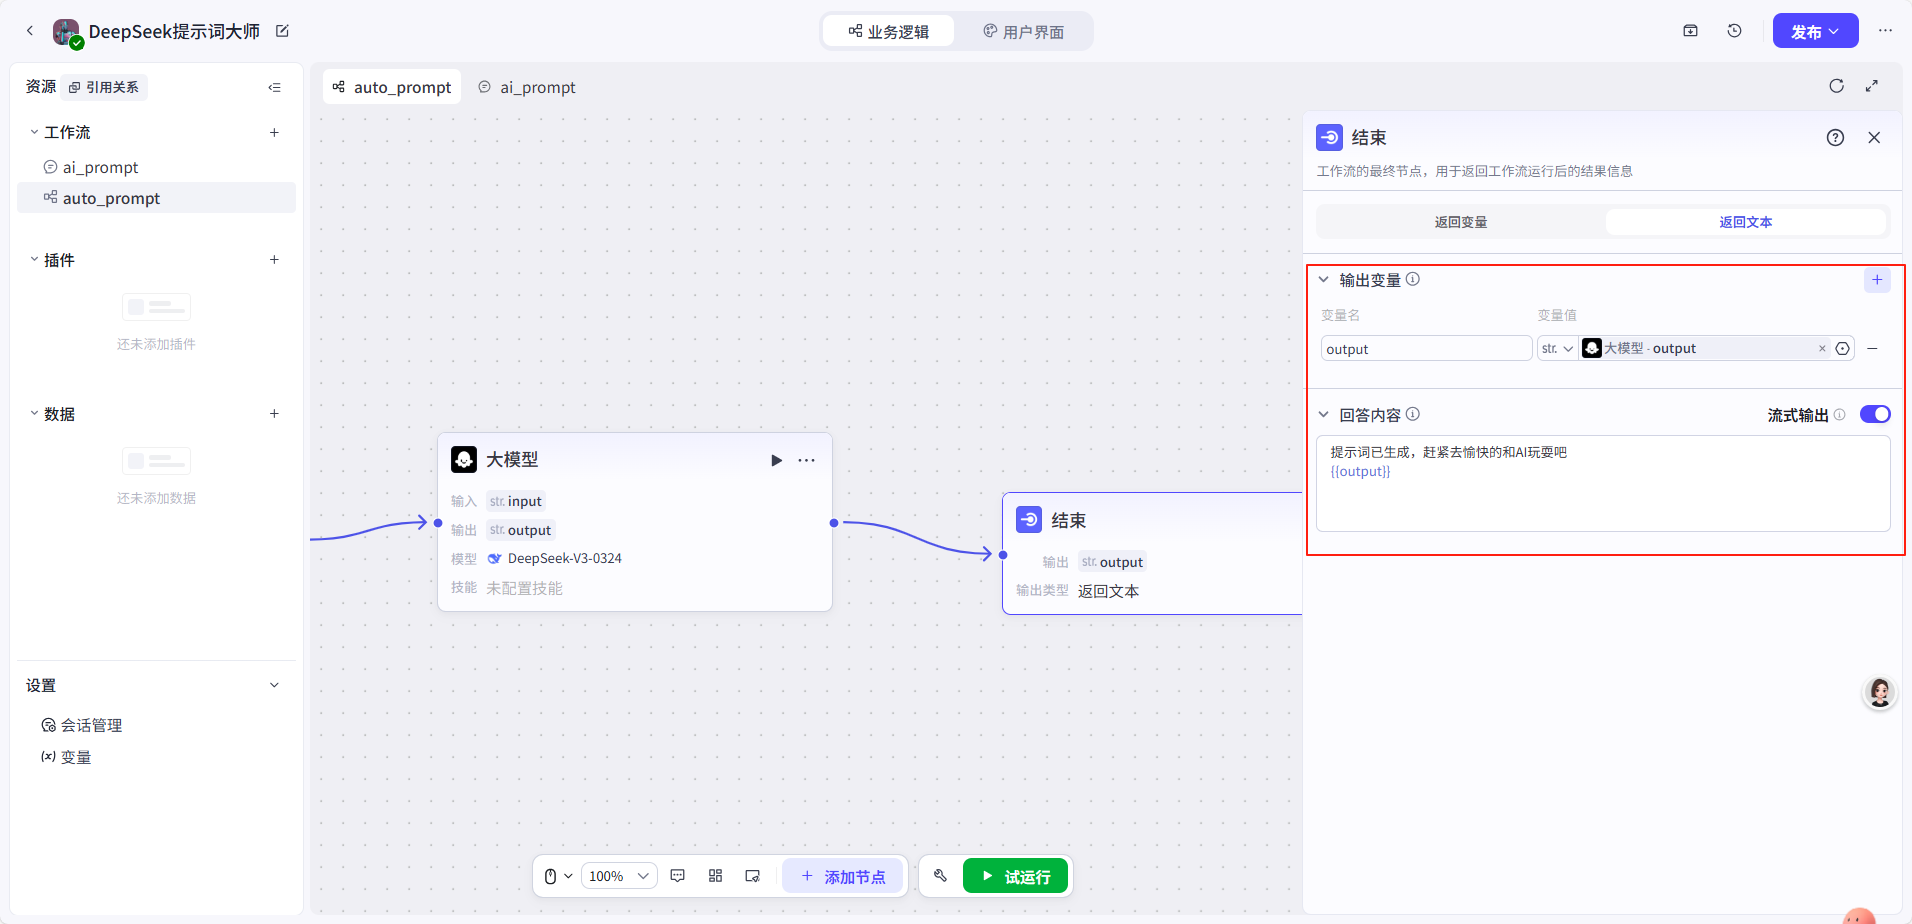 DeepSeek提示词大师
业务逻辑
用户界面
发布
资源
引用关系
工作流
ai_prompt
auto_prompt
插件
还未添加插件
数据
还未添加数据
设置
会话管理
变量
auto_prompt
ai_prompt
大模型
输入 str. input
输出 str. output
模型 DeepSeek-V3-0324
技能 未配置技能
结束
输出 str. output
输出类型 返回文本
100%
添加节点
试运行
结束
工作流的最终节点，用于返回工作流运行后的结果信息
返回变量
返回文本
输出变量
变量名 变量值
output str. 大模型 - output
回答内容 流式输出
提示词已生成，赶紧去愉快的和AI玩耍吧
{{output}}